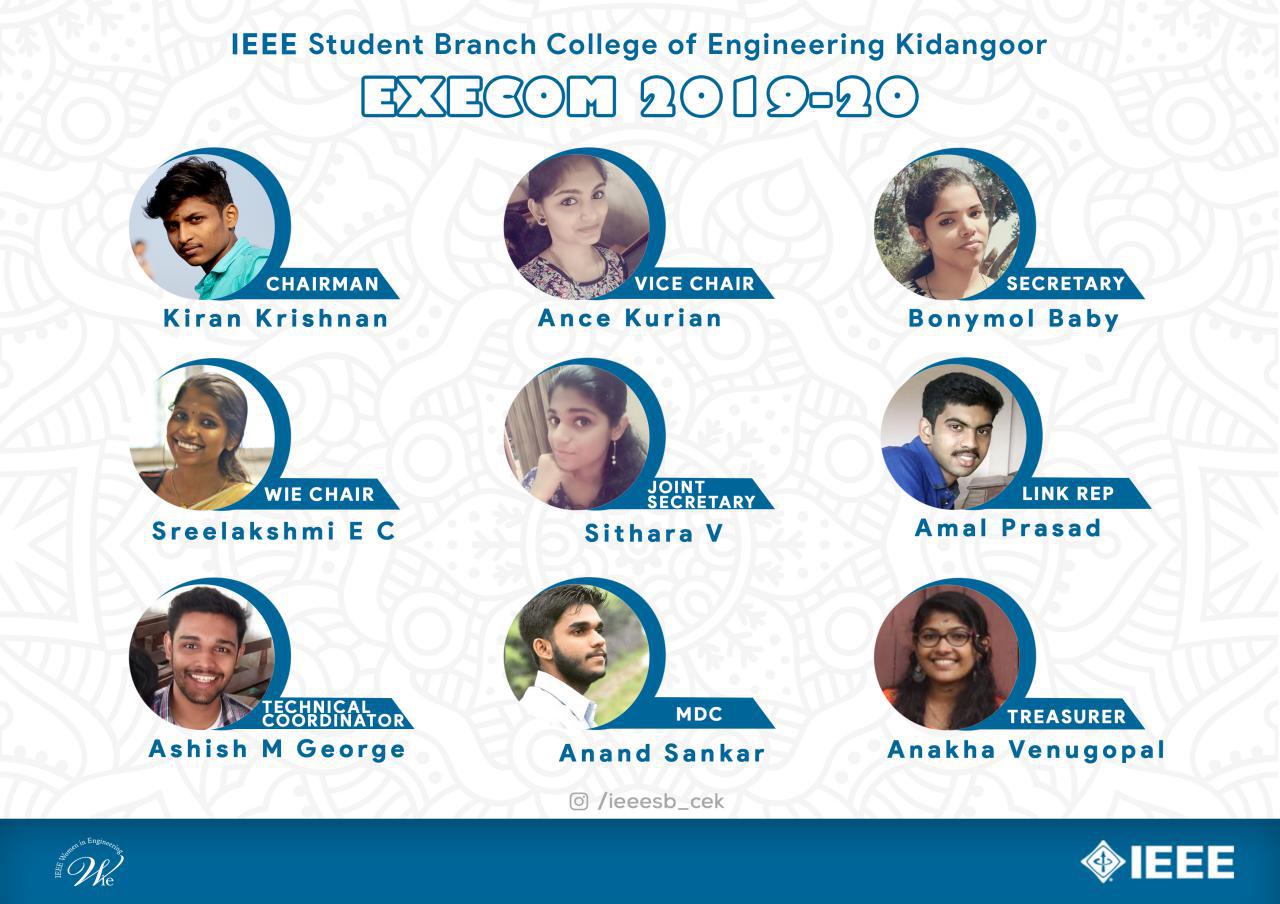 IEEE Student Branch College of Engineering Kidangoor
EXECOM 2019-20
CHAIRMAN
Kiran Krishnan
VICE CHAIR
Ance Kurian
SECRETARY
Bonymol Baby
WIE CHAIR
Sreelakshmi E C
JOINT
SECRETARY
Sithara V
LINK REP
Amal Prasad
TECHNICAL
COORDINATOR
Ashish M George
MDC
Anand Sankar
TREASURER
Anakha Venugopal
/ieeesb_cek
IEEE Women in Engineering
Wie
IEEE